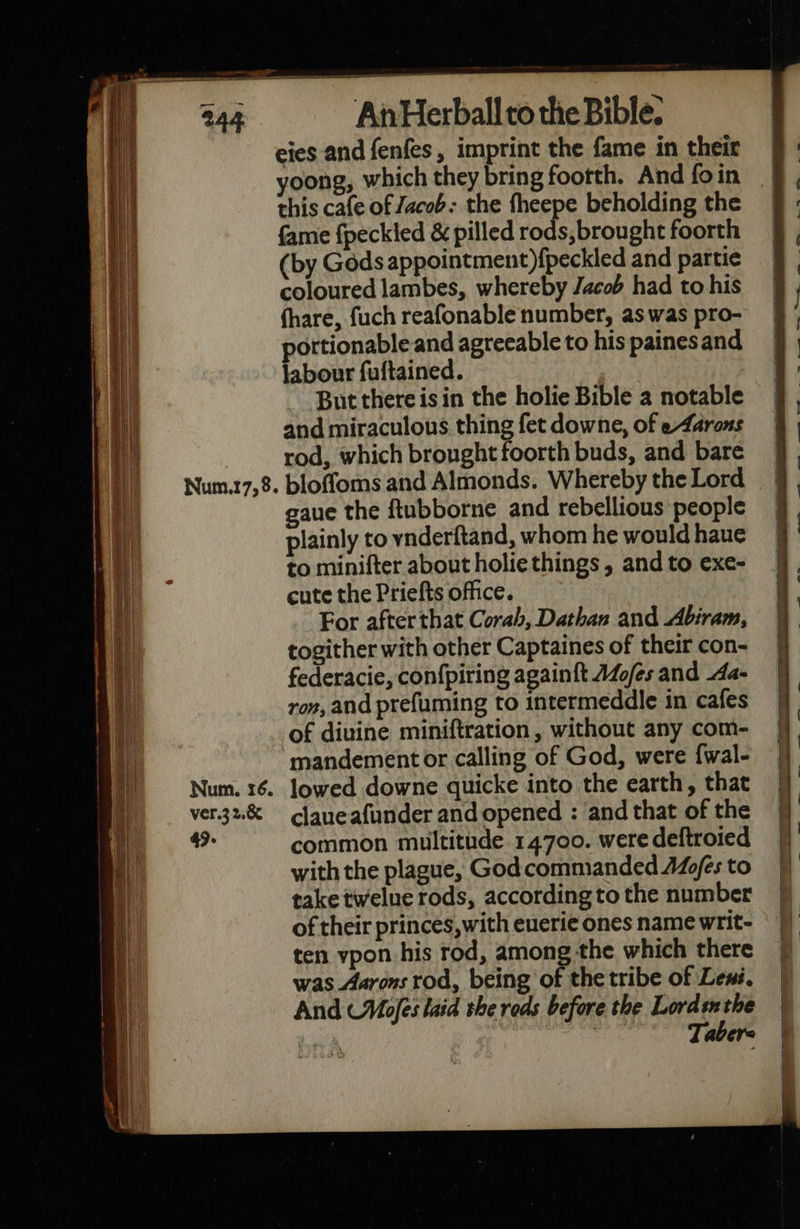 244 An Herball to the Bible.
eies and ſenſes, imprint the ſame in their
yoong, which they bring foorth. And ſo in
this caſe of Iacob: the ſheepe beholding the
ſame ſpeckled & pilled rods, brought foorth
(by Gods appointment) ſpeckled and partie
coloured lambes, whereby Iacob had to his
ſhare, ſuch reaſonable number, as was pro-
portionable and agreeable to his paines and
labour ſuſtained.
But there is in the holie Bible a notable
and miraculous thing ſet downe, of Aarons
rod, which brought foorth buds, and bare
Num.17,8. bloſſoms and Almonds. Whereby the Lord
gaue the ſtubborne and rebellious people
plainly to vnderſtand, whom he would haue
to miniſter about holie things, and to exe-
cute the Prieſts office.
For after that Corah, Dathan and Abiram,
togither with other Captaines of their con-
federacie, conſpiring againſt Moſes and Aa-
ron, and preſuming to intermeddle in caſes
of diuine miniſtration, without any com-
mandement or calling of God, were ſwal-
Num. 16. lowed downe quicke into the earth, that
ver.32.& claue aſunder and opened : and that of the
49. common multitude 14700. were deſtroied
with the plague, God commanded Moſes to
take twelue rods, according to the number
of their princes, with euerie ones name writ-
ten vpon his rod, among the which there
was Aarons rod, being of the tribe of Leui.
And Moſes laid the rods before the Lord in the
Taber-